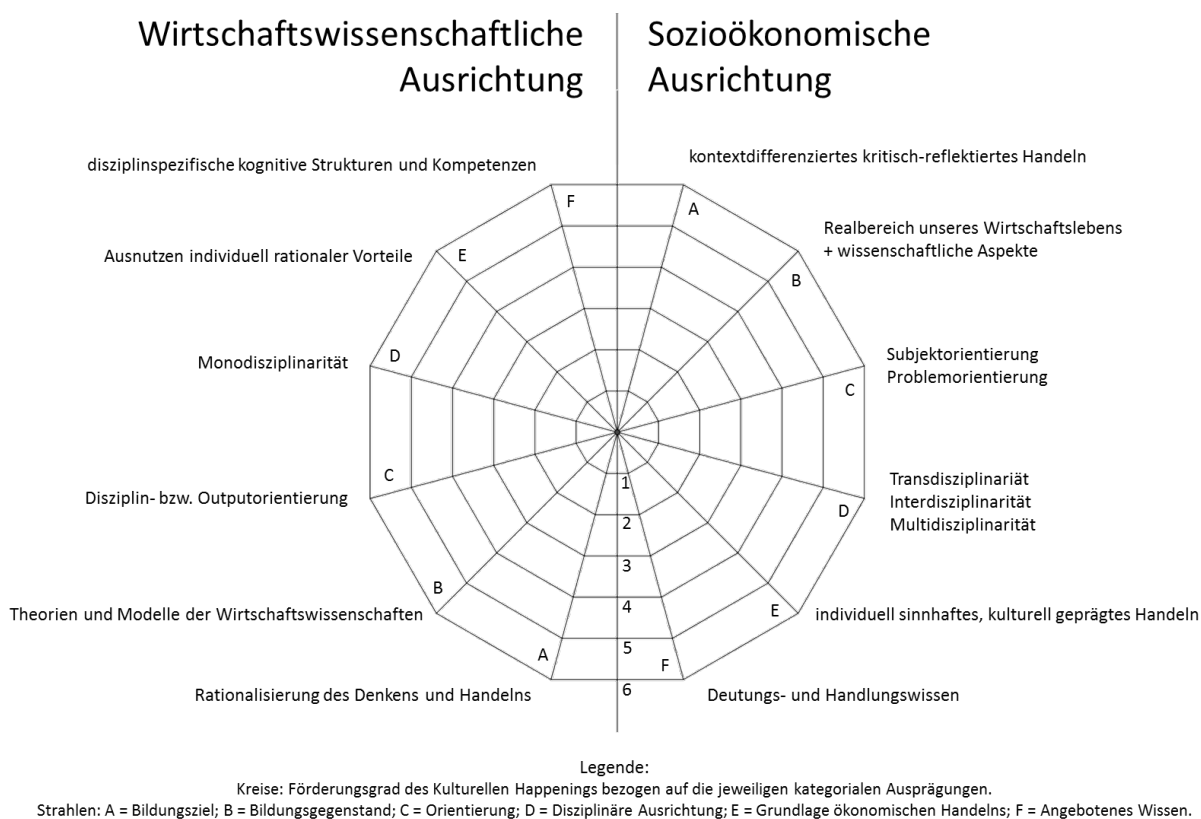 Wirtschaftswissenschaftliche
Ausrichtung
Sozioökonomische
Ausrichtung
disziplinspezifische kognitive Strukturen und Kompetenzen
kontextdifferenziertes kritisch-reflektiertes Handeln
F
A
Ausnutzen individuell rationaler Vorteile
E
Realbereich unseres Wirtschaftslebens
+ wissenschaftliche Aspekte
B
Monodisziplinarität
D
Subjektorientierung
Problemorientierung
C
Disziplin- bzw. Outputorientierung
C
Transdisziplinariät
Interdisziplinarität
Multidisziplinarität
D
1
2
3
4
5
6
Theorien und Modelle der Wirtschaftswissenschaften
B
E
individuell sinnhaftes, kulturell geprägtes Handeln
A
F
Rationalisierung des Denkens und Handelns
Deutungs- und Handlungswissen
Legende:
Kreise: Förderungsgrad des Kulturellen Happenings bezogen auf die jeweiligen kategorialen Ausprägungen.
Strahlen: A = Bildungsziel; B = Bildungsgegenstand; C = Orientierung; D = Disziplinäre Ausrichtung; E = Grundlage ökonomischen Handelns; F = Angebotenes Wissen.